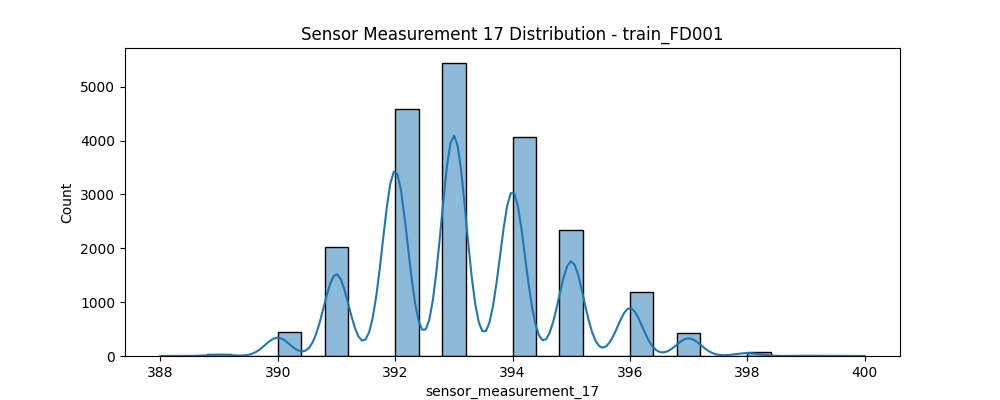 Sensor Measurement 17 Distribution - train_FD001
5000
4000
3000
2000
1000
0
Count
388 390 392 394 396 398 400
sensor_measurement_17